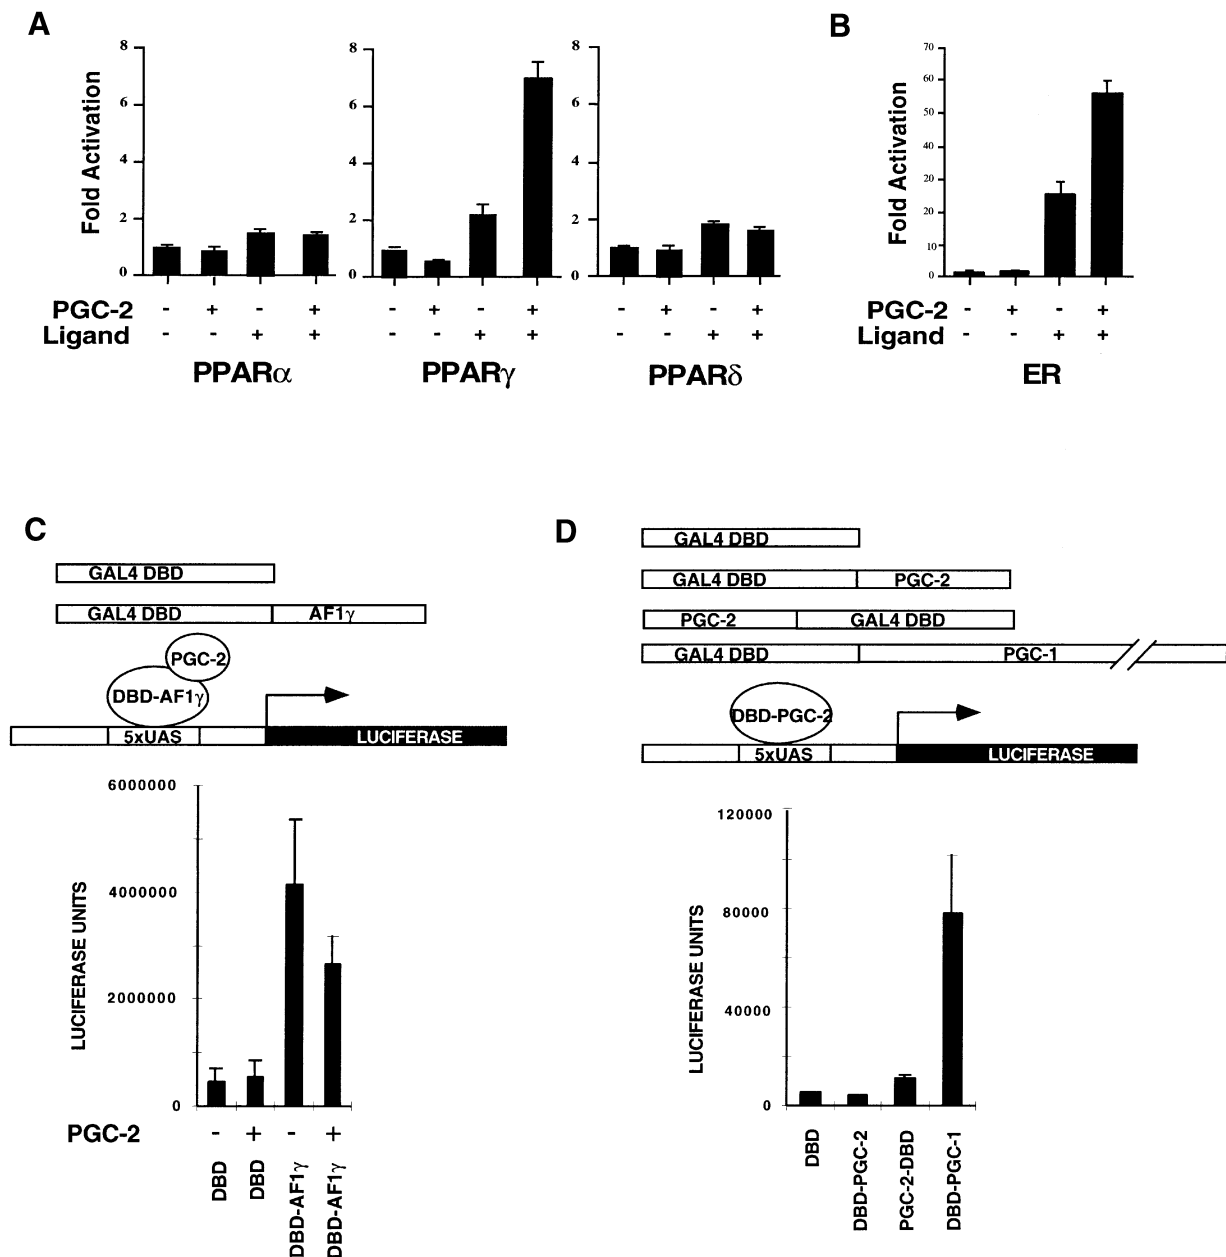 A
B
8
6
4
2
0
Fold Activation
8
6
4
2
0
8
6
4
2
0
70
60
50
40
30
20
10
0
Fold Activation
PGC-2 - + - + - + - + - + - +
Ligand - - + + - - + + - - + +
PPARα PPARγ PPARδ
PGC-2 - + - +
Ligand - - + +
ER
C
GAL4 DBD
GAL4 DBD AF1γ
PGC-2
DBD-AF1γ
5xUAS LUCIFERASE
6000000
4000000
2000000
0
LUCIFERASE UNITS
PGC-2 - + - +
DBD
DBD
DBD-AF1γ
DBD-AF1γ
D
GAL4 DBD
GAL4 DBD PGC-2
PGC-2 GAL4 DBD
GAL4 DBD PGC-1
DBD-PGC-2
5xUAS LUCIFERASE
120000
80000
40000
0
LUCIFERASE UNITS
DBD
DBD-PGC-2
PGC-2-DBD
DBD-PGC-1